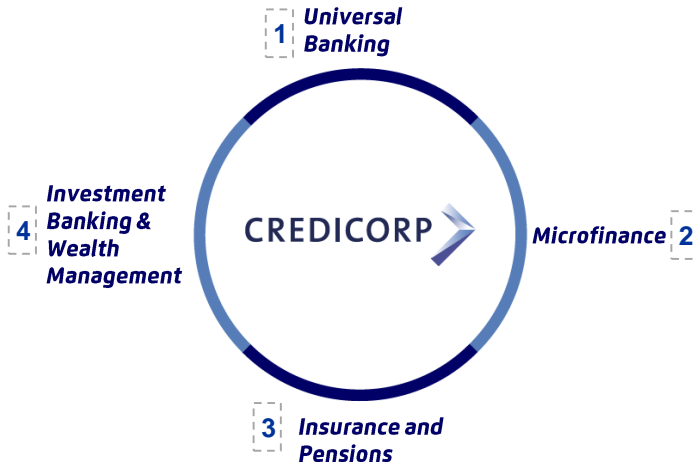 1
Universal
Banking
4
Investment
Banking &
Wealth
Management
CREDICORP
Microfinance
2
3
Insurance and
Pensions